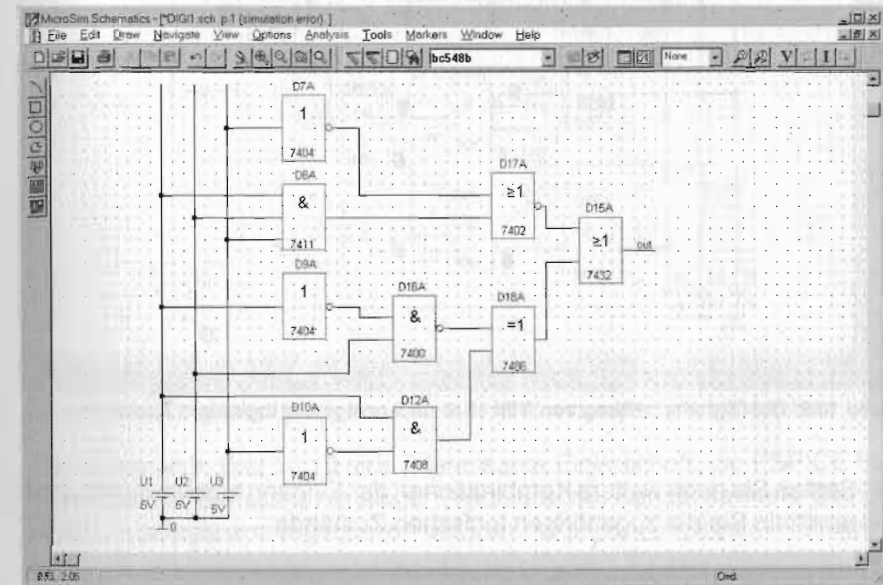 MicroSim Schematics - [*DIGI1.sch p.1 (simulation error) ]
File Edit Draw Navigate View Options Analysis Tools Markers Window Help
bc548b None V I
D7A
1
7404
D8A
&
7411
D17A
≥1
7402
D15A
≥1
7432
out
D9A
1
7404
D16A
&
7400
D18A
=1
7486
D12A
&
7408
D10A
1
7404
U1 U2 U3
5V 5V 5V
0
Cmd